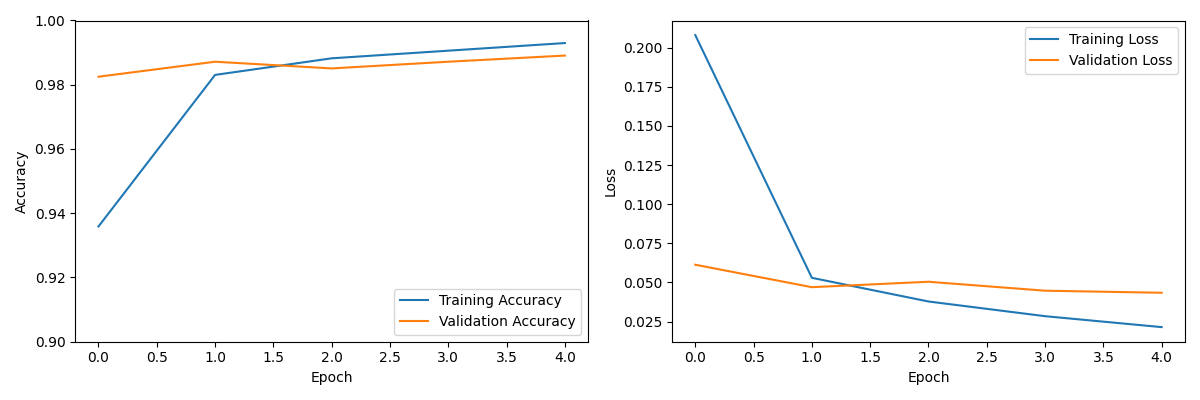 1.00
0.98
0.96
0.94
0.92
0.90
Accuracy
0.0 0.5 1.0 1.5 2.0 2.5 3.0 3.5 4.0
Epoch
Training Accuracy
Validation Accuracy
0.200
0.175
0.150
0.125
0.100
0.075
0.050
0.025
Loss
0.0 0.5 1.0 1.5 2.0 2.5 3.0 3.5 4.0
Epoch
Training Loss
Validation Loss